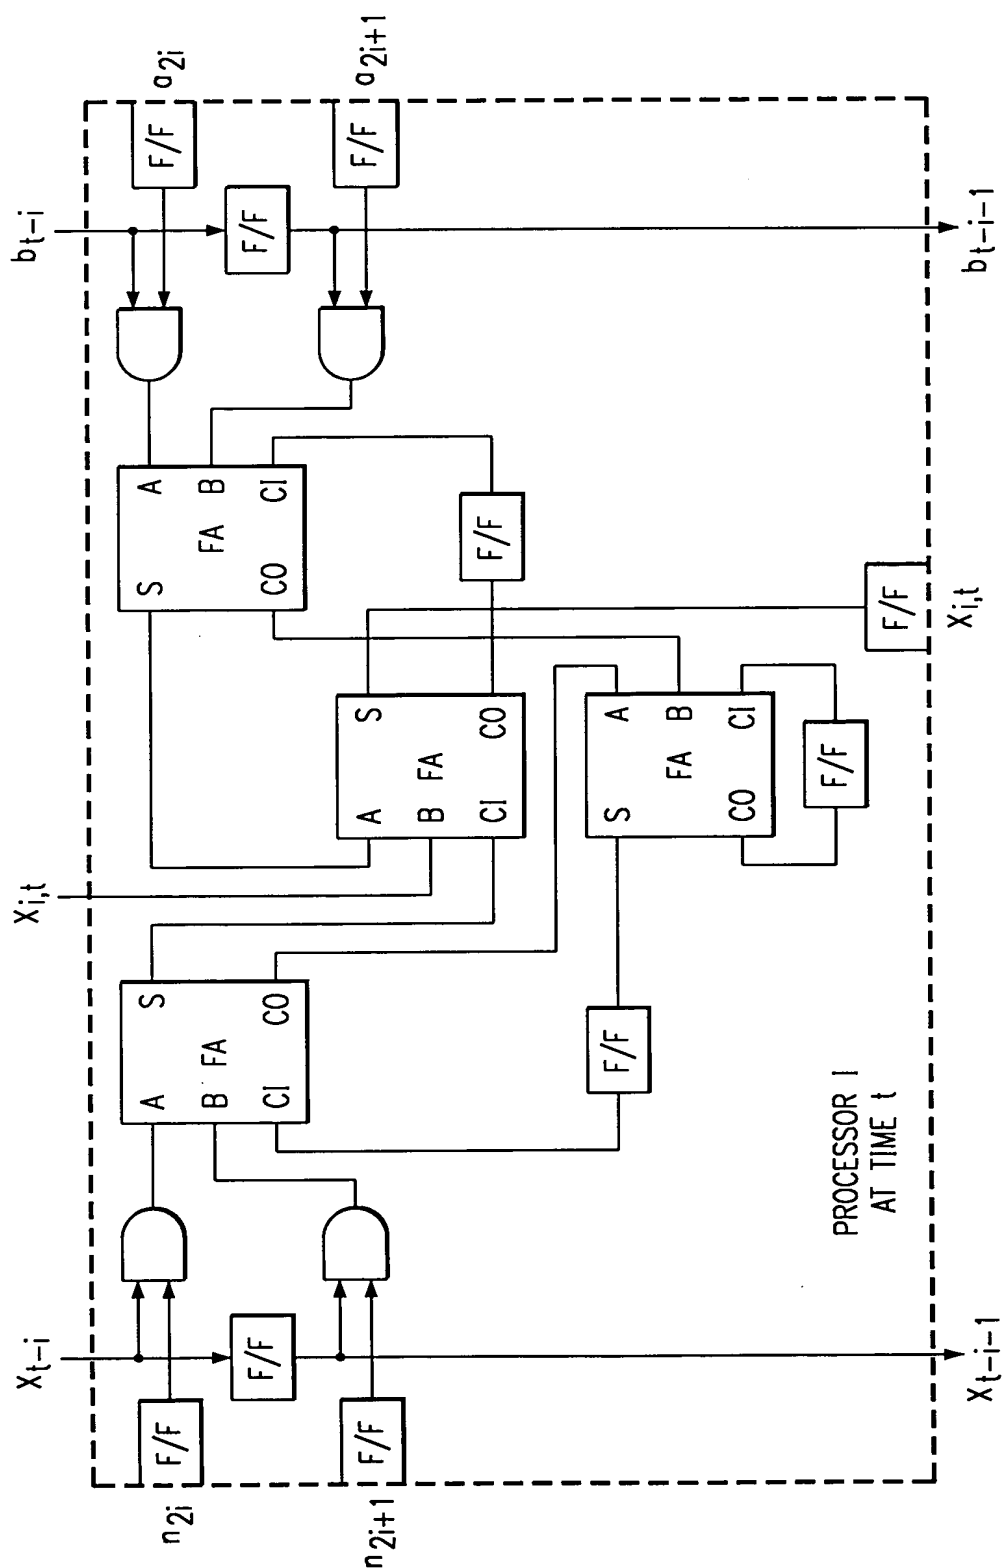 X_{t-i}
X_{i,t}
b_{t-i}
n_{2i}
F/F
A
S
S
A
F/F
a_{2i}
B
FA
FA
B
F/F
CI
CO
CO
CI
F/F
n_{2i+1}
F/F
A
S
F/F
a_{2i+1}
B
FA
CI
CO
F/F
F/F
S
A
FA
B
CO
CI
F/F
PROCESSOR I
AT TIME t
F/F
X_{t-i-1}
X_{i,t}
b_{t-i-1}